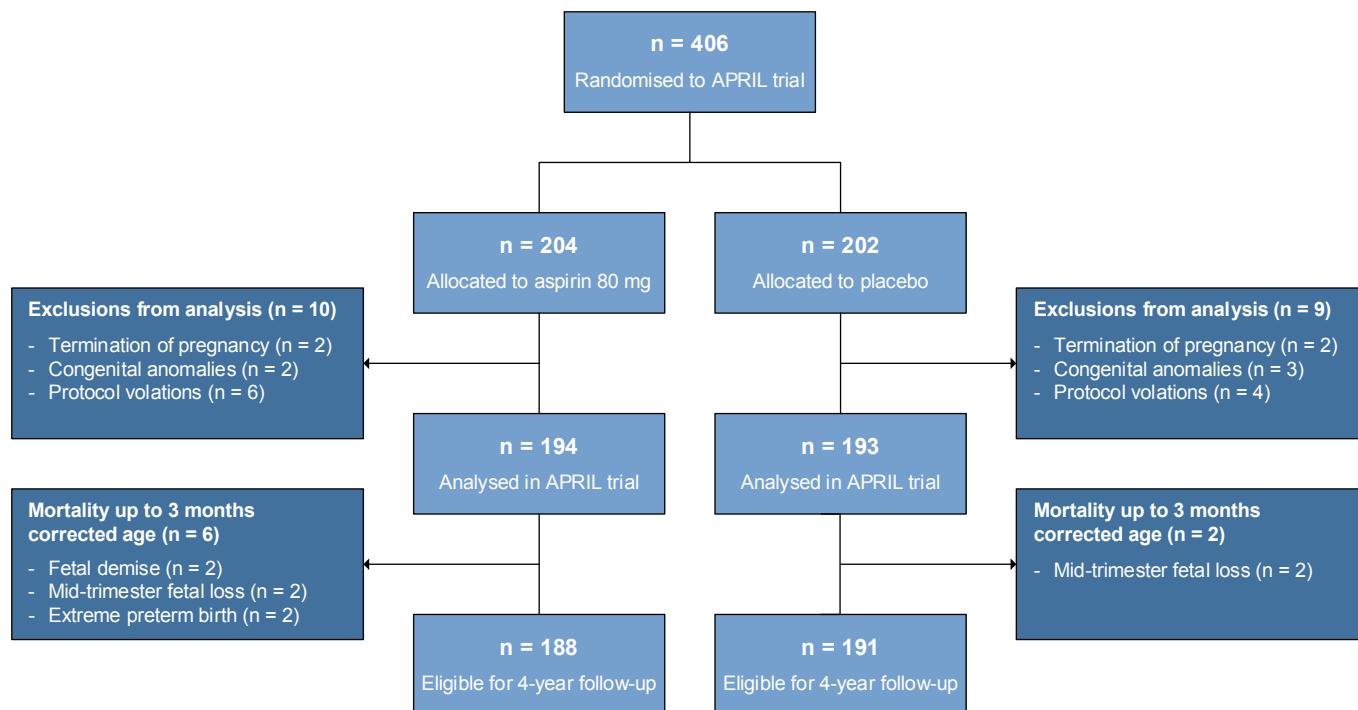 n = 406
Randomised to APRIL trial
n = 204
Allocated to aspirin 80 mg
n = 202
Allocated to placebo
Exclusions from analysis (n = 10)
- Termination of pregnancy (n = 2)
- Congenital anomalies (n = 2)
- Protocol volations (n = 6)
Exclusions from analysis (n = 9)
- Termination of pregnancy (n = 2)
- Congenital anomalies (n = 3)
- Protocol volations (n = 4)
n = 194
Analysed in APRIL trial
n = 193
Analysed in APRIL trial
Mortality up to 3 months
corrected age (n = 6)
- Fetal demise (n = 2)
- Mid-trimester fetal loss (n = 2)
- Extreme preterm birth (n = 2)
Mortality up to 3 months
corrected age (n = 2)
- Mid-trimester fetal loss (n = 2)
n = 188
Eligible for 4-year follow-up
n = 191
Eligible for 4-year follow-up